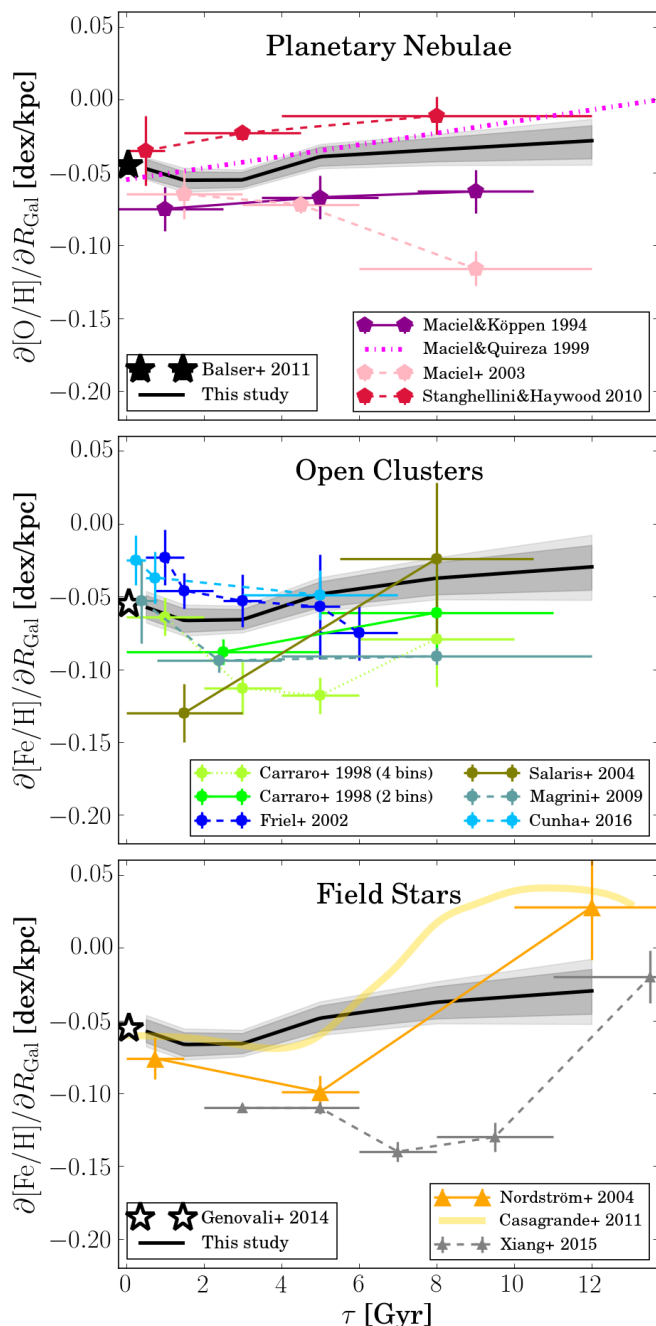 Planetary Nebulae
0.05
0.00
−0.05
−0.10
−0.15
−0.20
∂[O/H]/∂R_Gal [dex/kpc]
Balser+ 2011
This study
Maciel&Köppen 1994
Maciel&Quireza 1999
Maciel+ 2003
Stanghellini&Haywood 2010
Open Clusters
0.05
0.00
−0.05
−0.10
−0.15
−0.20
∂[Fe/H]/∂R_Gal [dex/kpc]
Carraro+ 1998 (4 bins)
Carraro+ 1998 (2 bins)
Friel+ 2002
Salaris+ 2004
Magrini+ 2009
Cunha+ 2016
Field Stars
0.05
0.00
−0.05
−0.10
−0.15
−0.20
∂[Fe/H]/∂R_Gal [dex/kpc]
Genovali+ 2014
This study
Nordström+ 2004
Casagrande+ 2011
Xiang+ 2015
0 2 4 6 8 10 12
τ [Gyr]